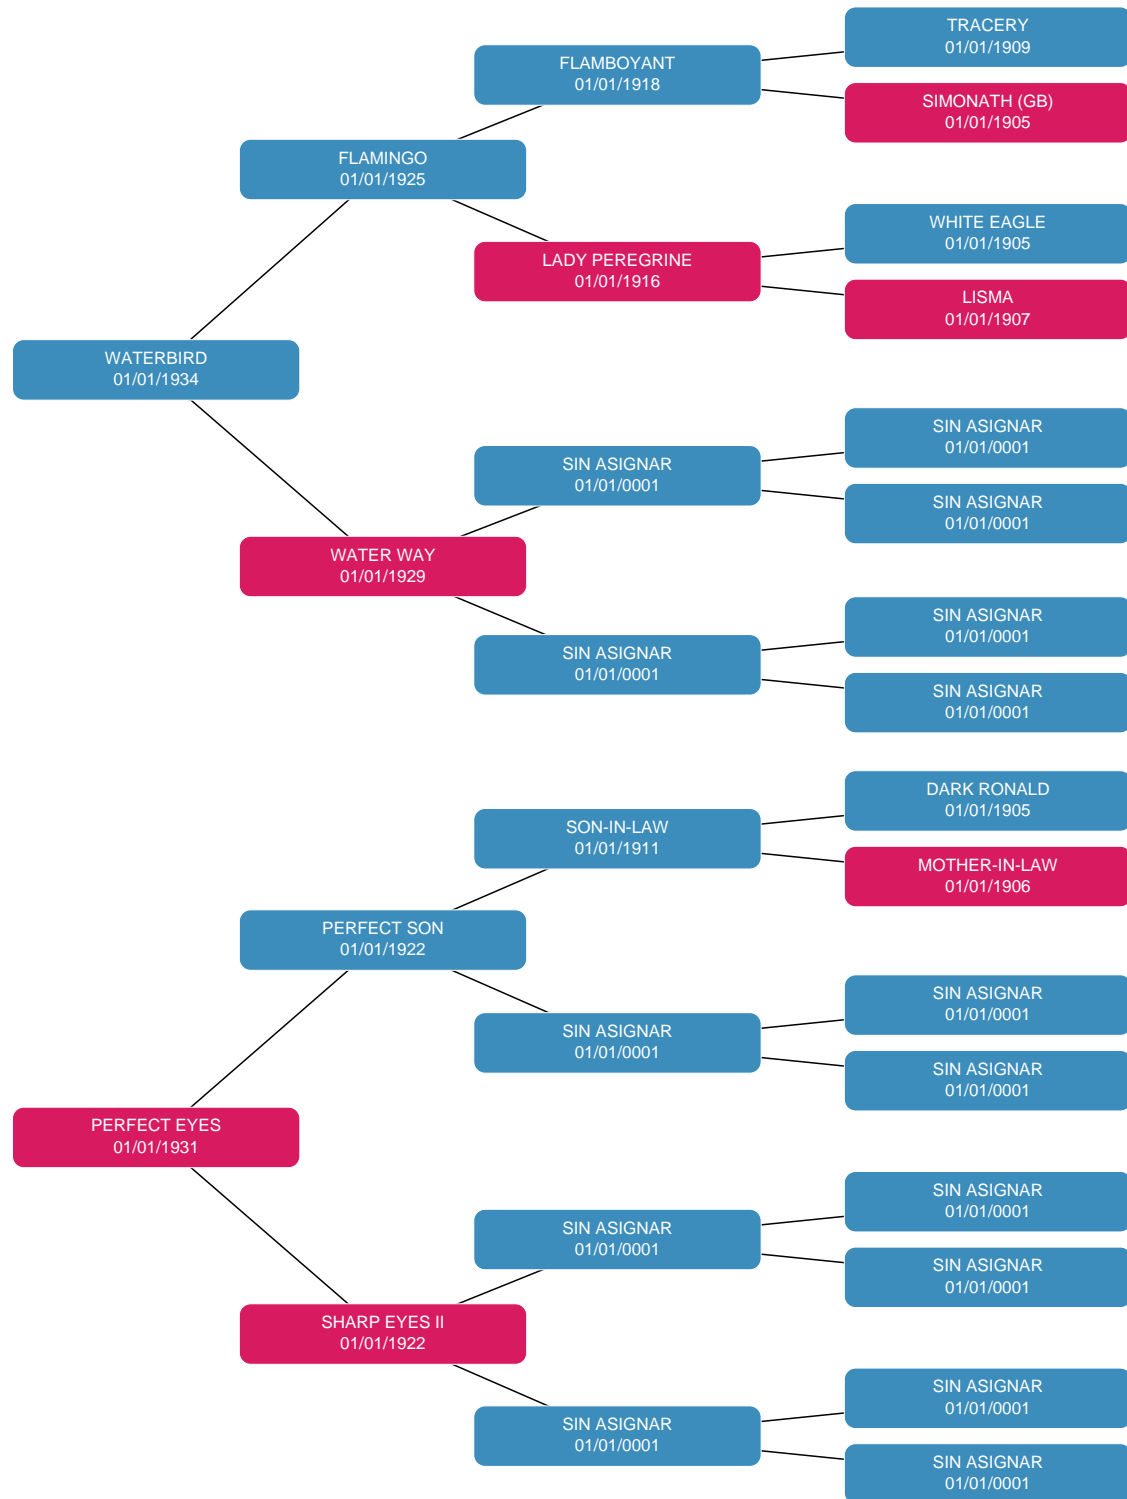 TRACERY
01/01/1909
FLAMBOYANT
01/01/1918
SIMONATH (GB)
01/01/1905
FLAMINGO
01/01/1925
WHITE EAGLE
01/01/1905
LADY PEREGRINE
01/01/1916
LISMA
01/01/1907
WATERBIRD
01/01/1934
SIN ASIGNAR
01/01/0001
SIN ASIGNAR
01/01/0001
SIN ASIGNAR
01/01/0001
WATER WAY
01/01/1929
SIN ASIGNAR
01/01/0001
SIN ASIGNAR
01/01/0001
SIN ASIGNAR
01/01/0001
DARK RONALD
01/01/1905
SON-IN-LAW
01/01/1911
MOTHER-IN-LAW
01/01/1906
PERFECT SON
01/01/1922
SIN ASIGNAR
01/01/0001
SIN ASIGNAR
01/01/0001
SIN ASIGNAR
01/01/0001
PERFECT EYES
01/01/1931
SIN ASIGNAR
01/01/0001
SIN ASIGNAR
01/01/0001
SIN ASIGNAR
01/01/0001
SHARP EYES II
01/01/1922
SIN ASIGNAR
01/01/0001
SIN ASIGNAR
01/01/0001
SIN ASIGNAR
01/01/0001